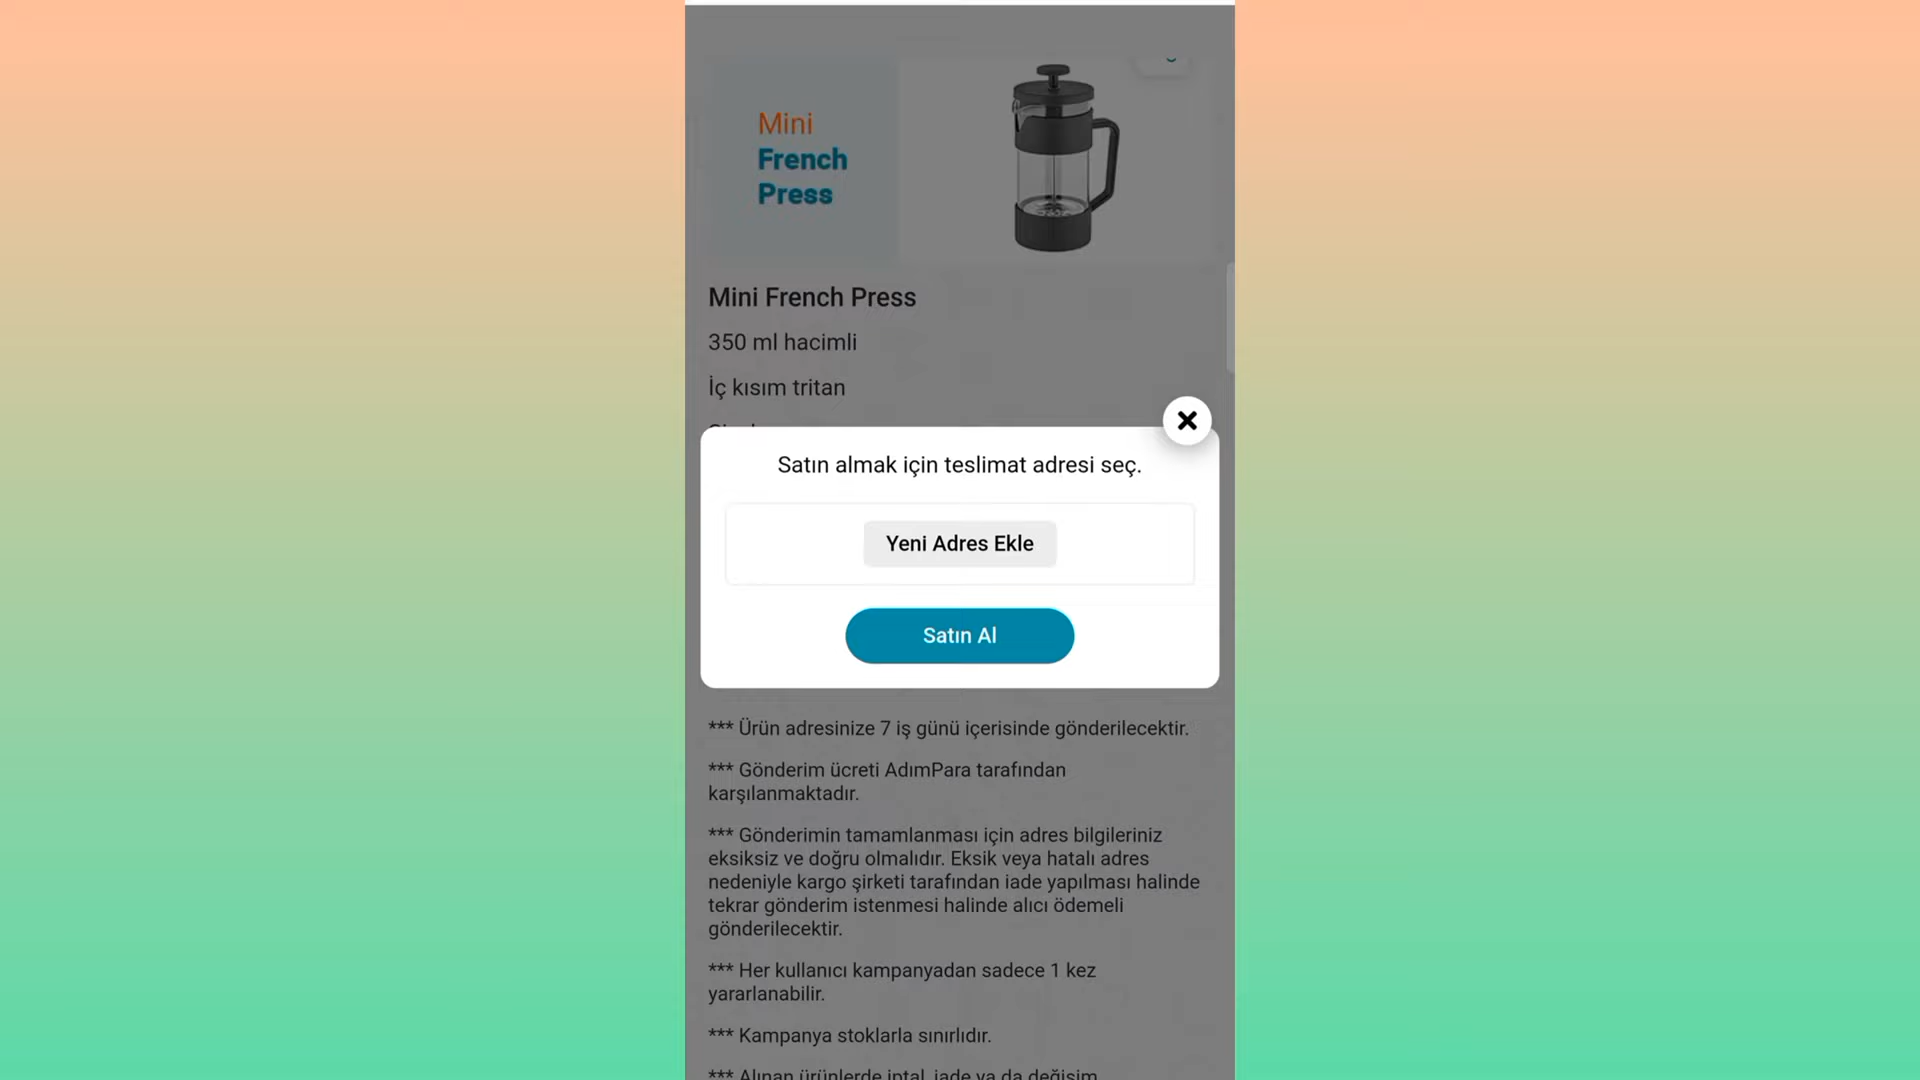 Mini
French
Press
Mini French Press
350 ml hacimli
İç kısım tritan
Satın almak için teslimat adresi seç.
Yeni Adres Ekle
Satın Al
*** Ürün adresinize 7 iş günü içerisinde gönderilecektir.
*** Gönderim ücreti AdımPara tarafından
karşılanmaktadır.
*** Gönderimin tamamlanması için adres bilgileriniz
eksiksiz ve doğru olmalıdır. Eksik veya hatalı adres
nedeniyle kargo şirketi tarafından iade yapılması halinde
tekrar gönderim istenmesi halinde alıcı ödemeli
gönderilecektir.
*** Her kullanıcı kampanyadan sadece 1 kez
yararlanabilir.
*** Kampanya stoklarla sınırlıdır.
*** Alınan ürünlerde iptal, iade ya da değişim